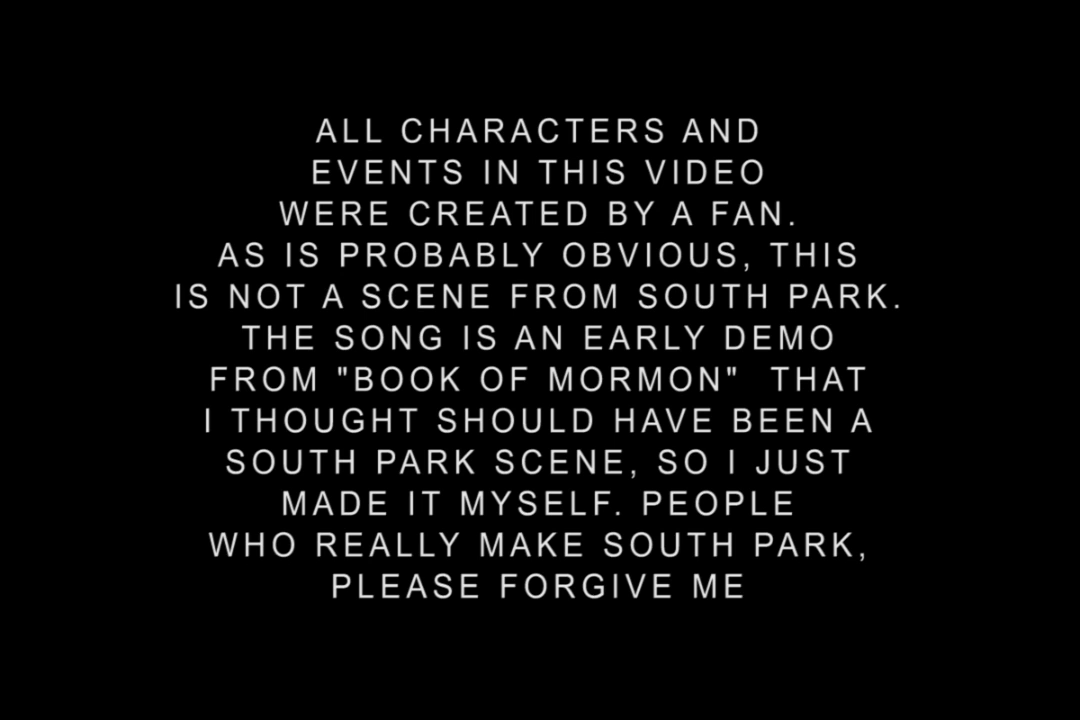 ALL CHARACTERS AND
EVENTS IN THIS VIDEO
WERE CREATED BY A FAN.
AS IS PROBABLY OBVIOUS, THIS
IS NOT A SCENE FROM SOUTH PARK.
THE SONG IS AN EARLY DEMO
FROM "BOOK OF MORMON"  THAT
I THOUGHT SHOULD HAVE BEEN A
SOUTH PARK SCENE, SO I JUST
MADE IT MYSELF. PEOPLE
WHO REALLY MAKE SOUTH PARK,
PLEASE FORGIVE ME